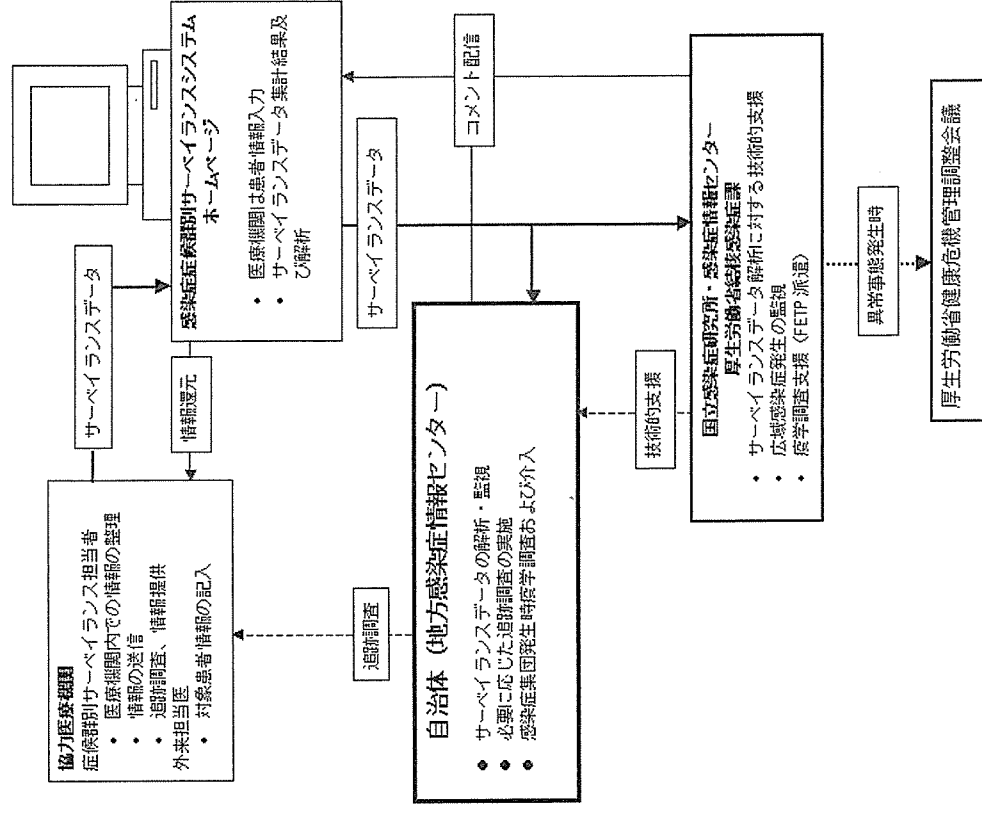 協力医療機関
症候群別サーベイランス担当者
• 医療機関内での情報の整理
• 情報の送信
• 追跡調査、情報提供
外来担当医
• 対象患者情報の記入
サーベイランスデータ
情報還元
感染症症候群別サーベイランスシステム
ホームページ
• 医療機関は患者情報入力
• サーベイランスデータ集計結果及
び解析
追跡調査
サーベイランスデータ
コメント配信
自治体（地方感染症情報センター）
• サーベイランスデータの解析・監視
• 必要に応じた追跡調査の実施
• 感染症集団発生時疫学調査および介入
技術的支援
国立感染症研究所・感染症情報センター
厚生労働省結核感染症課
• サーベイランスデータ解析に対する技術的支援
• 広域感染症発生の監視
• 疫学調査支援（FETP 派遣）
異常事態発生時
厚生労働省健康危機管理調整会議